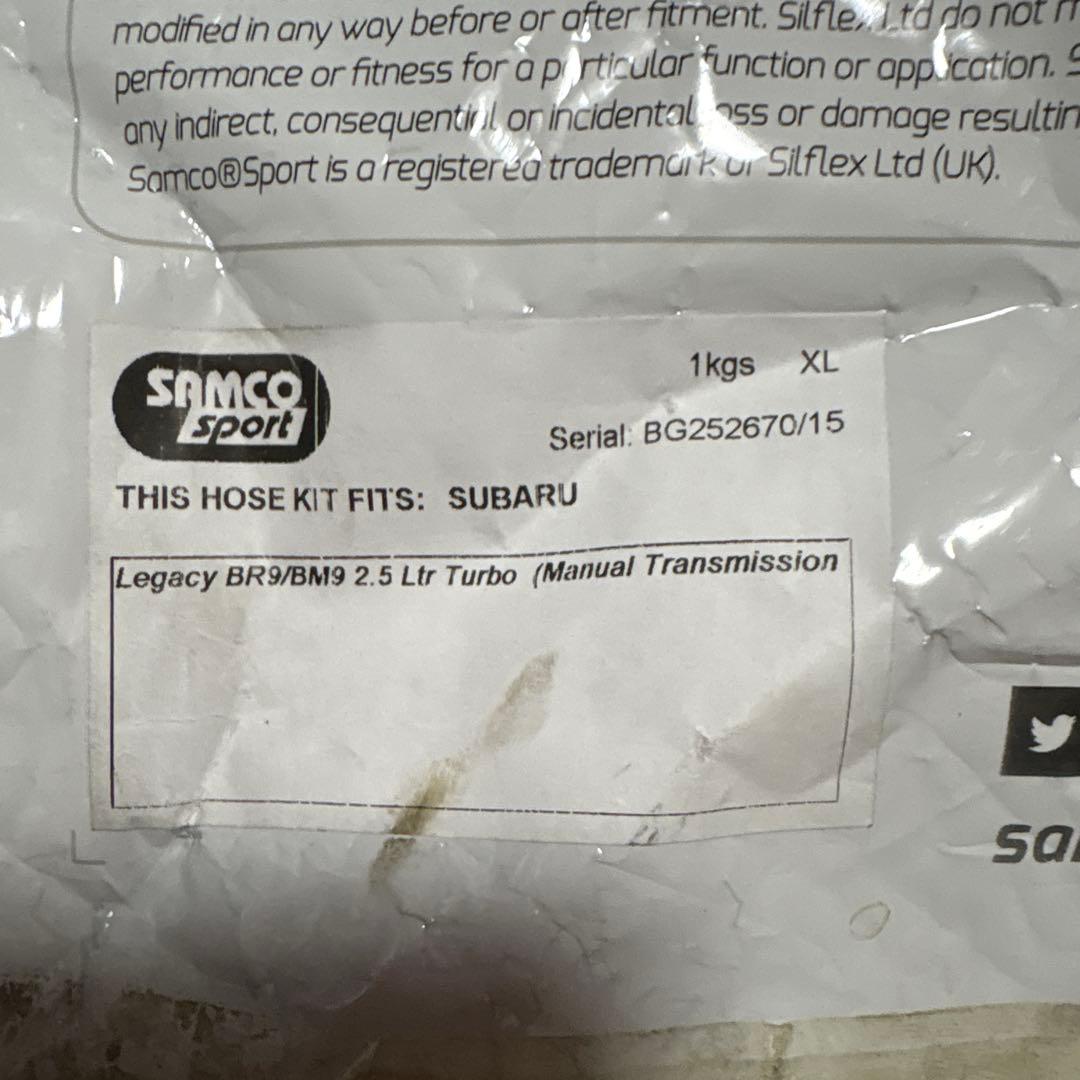 modified in any way before or after fitment. Silflex Ltd do not
performance or fitness for a particular function or application.
any indirect, consequential or incidental loss or damage resultin
Samco®Sport is a registered trademark of Silflex Ltd (UK).
SAMCO
sport
1kgs XL
Serial: BG252670/15
THIS HOSE KIT FITS: SUBARU
Legacy BR9/BM9 2.5 Ltr Turbo (Manual Transmission
sa